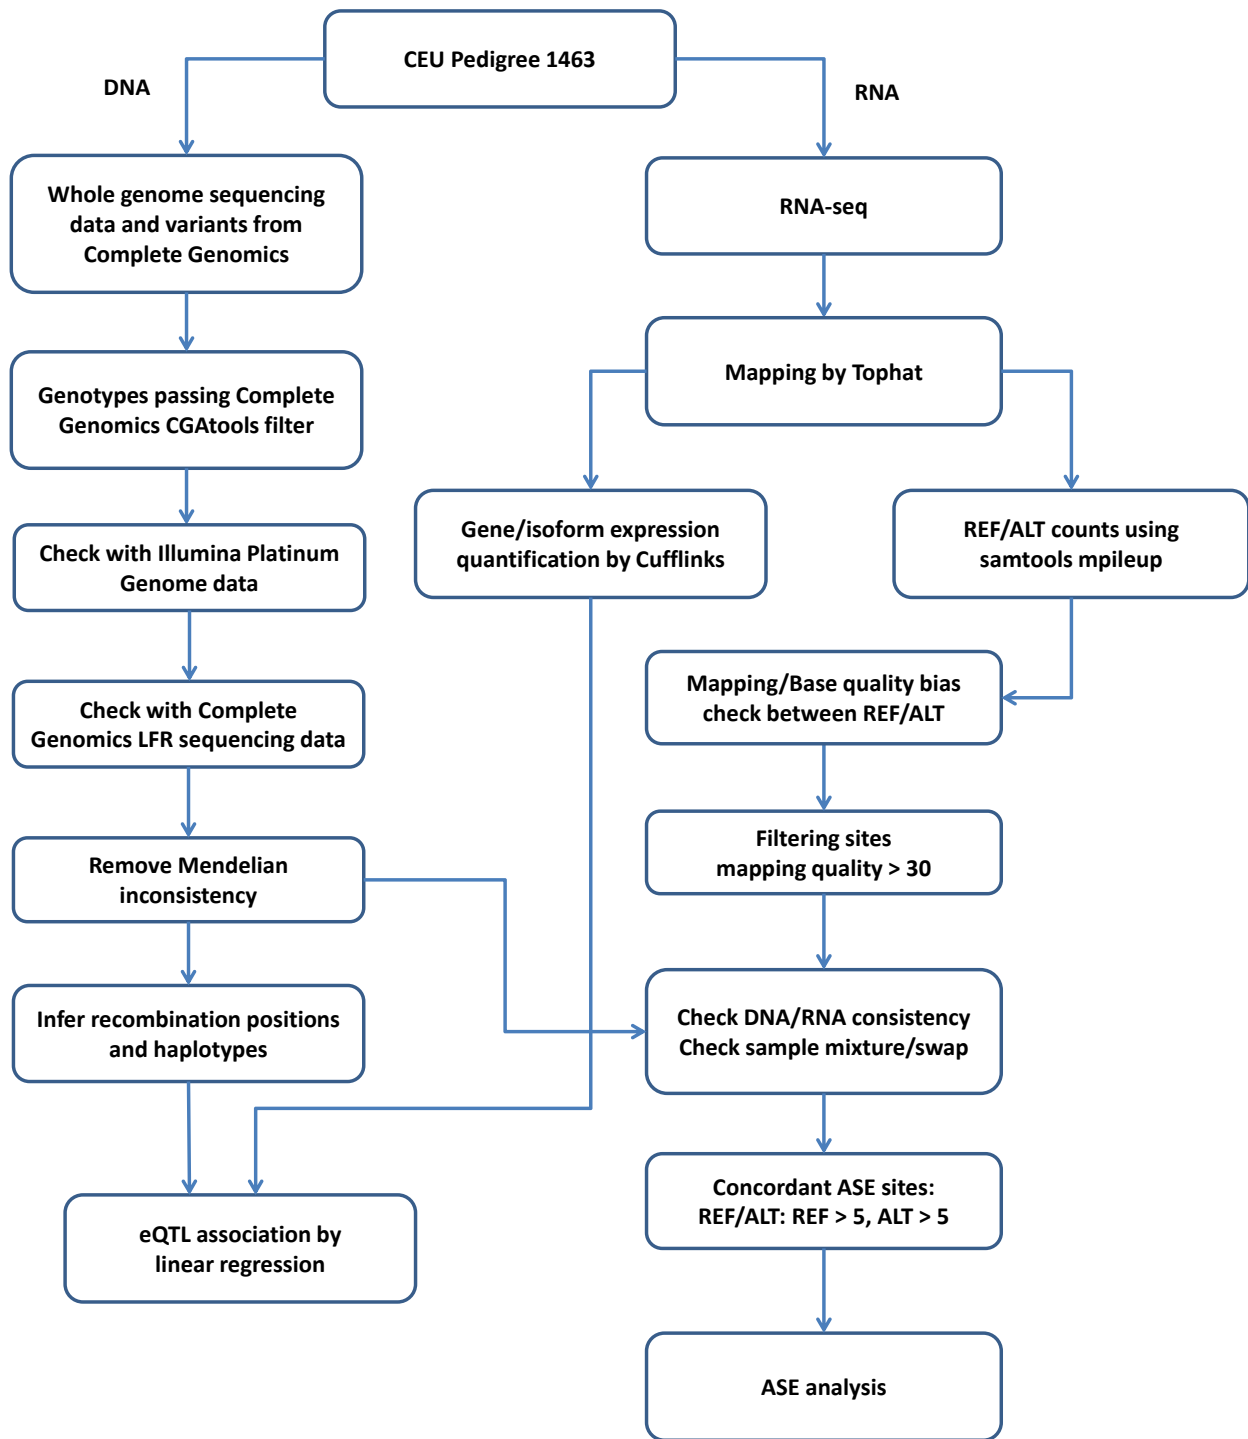 CEU Pedigree 1463
DNA
RNA
Whole genome sequencing
data and variants from
Complete Genomics
RNA-seq
Genotypes passing Complete
Genomics CGAtools filter
Mapping by Tophat
Check with Illumina Platinum
Genome data
Gene/isoform expression
quantification by Cufflinks
REF/ALT counts using
samtools mpileup
Check with Complete
Genomics LFR sequencing data
Mapping/Base quality bias
check between REF/ALT
Remove Mendelian
inconsistency
Filtering sites
mapping quality > 30
Infer recombination positions
and haplotypes
Check DNA/RNA consistency
Check sample mixture/swap
eQTL association by
linear regression
Concordant ASE sites:
REF/ALT: REF > 5, ALT > 5
ASE analysis